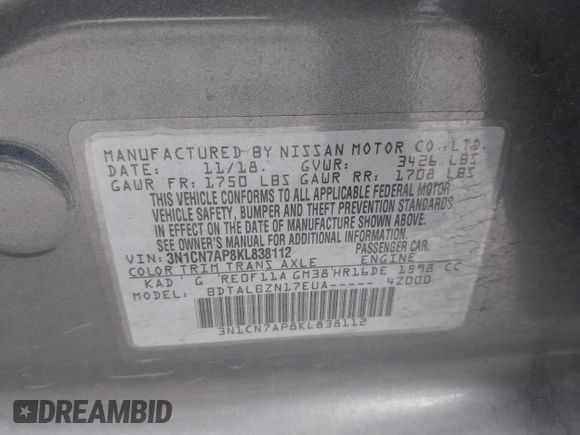 MANUFACTURED BY NISSAN MOTOR CO., LTD.
DATE: 11/18. GVWR: 3426 LBS
GAWR FR: 1750 LBS GAWR RR: 1708 LBS
THIS VEHICLE CONFORMS TO ALL APPLICABLE FEDERAL MOTOR
VEHICLE SAFETY, BUMPER AND THEFT PREVENTION STANDARDS
IN EFFECT ON THE DATE OF MANUFACTURE SHOWN ABOVE.
SEE OWNER'S MANUAL FOR ADDITIONAL INFORMATION.
VIN: 3N1CN7AP8KL838112 PASSENGER CAR.
COLOR TRIM TRANS AXLE ENGINE
KAD G RE0F11A GM38 HR16DE 1598 CC
BDTALBZN17EUA----- 42000
3N1CN7AP8KL838112
DREAMBID